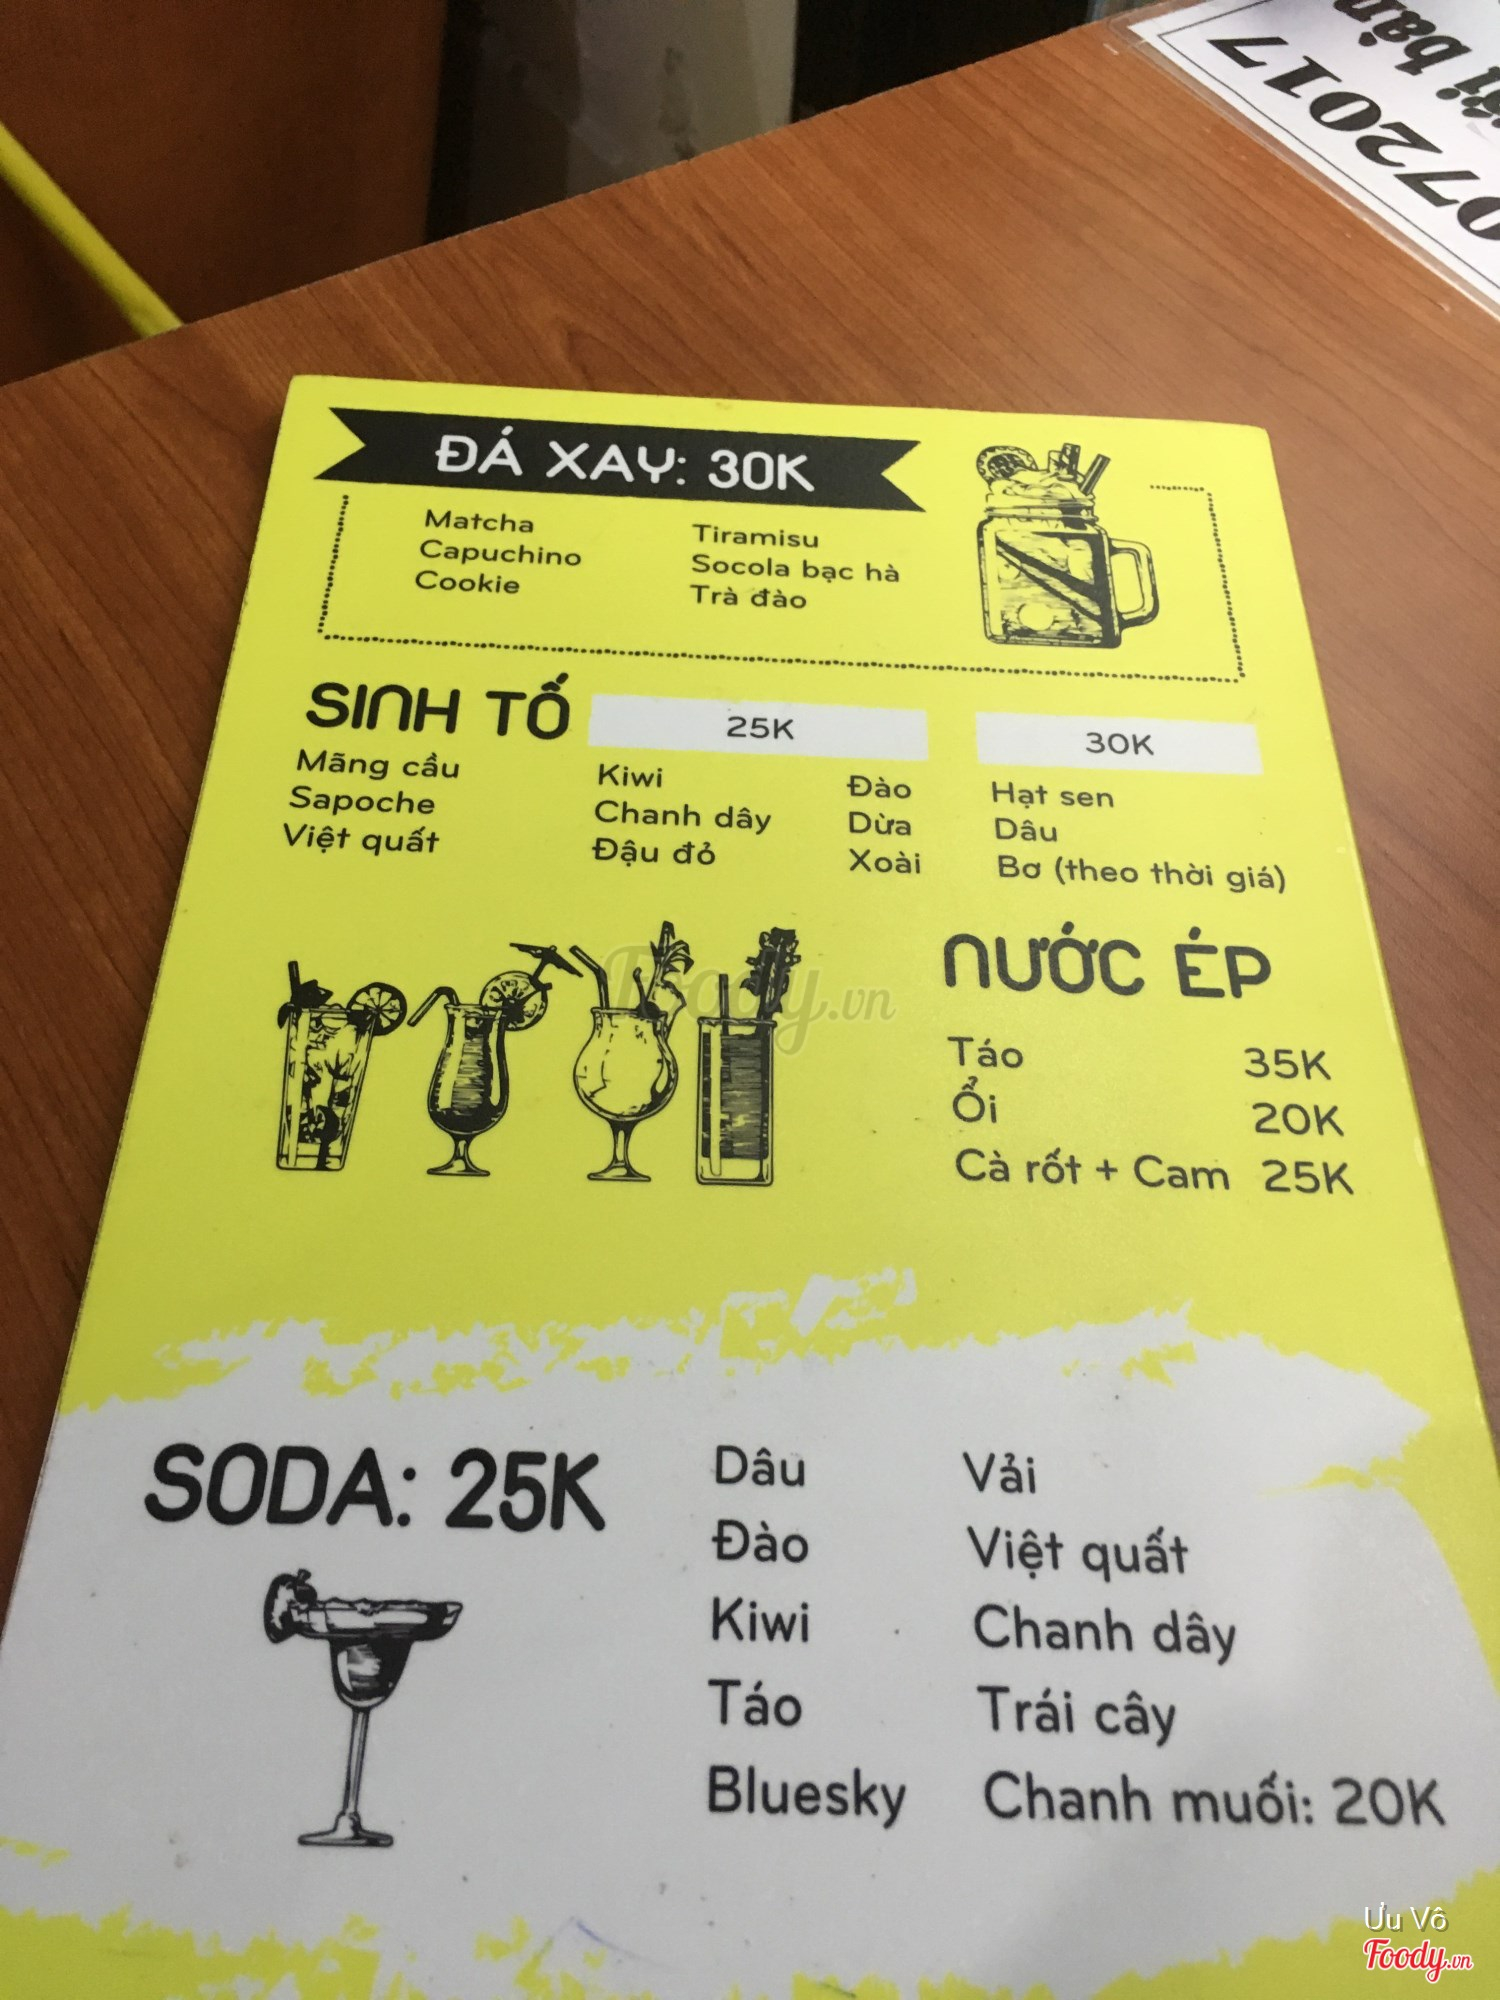 072017
ĐÁ XAY: 30K
Matcha
Capuchino
Cookie
Tiramisu
Socola bạc hà
Trà đào
SINH TỐ
25K
30K
Mãng cầu
Sapoche
Việt quất
Kiwi
Chanh dây
Đậu đỏ
Đào
Dừa
Xoài
Hạt sen
Dâu
Bơ (theo thời giá)
Foody.vn
NƯỚC ÉP
Táo 35K
Ổi 20K
Cà rốt + Cam 25K
SODA: 25K
Dâu
Đào
Kiwi
Táo
Bluesky
Vải
Việt quất
Chanh dây
Trái cây
Chanh muối: 20K
Ưu Vô
Foody.vn